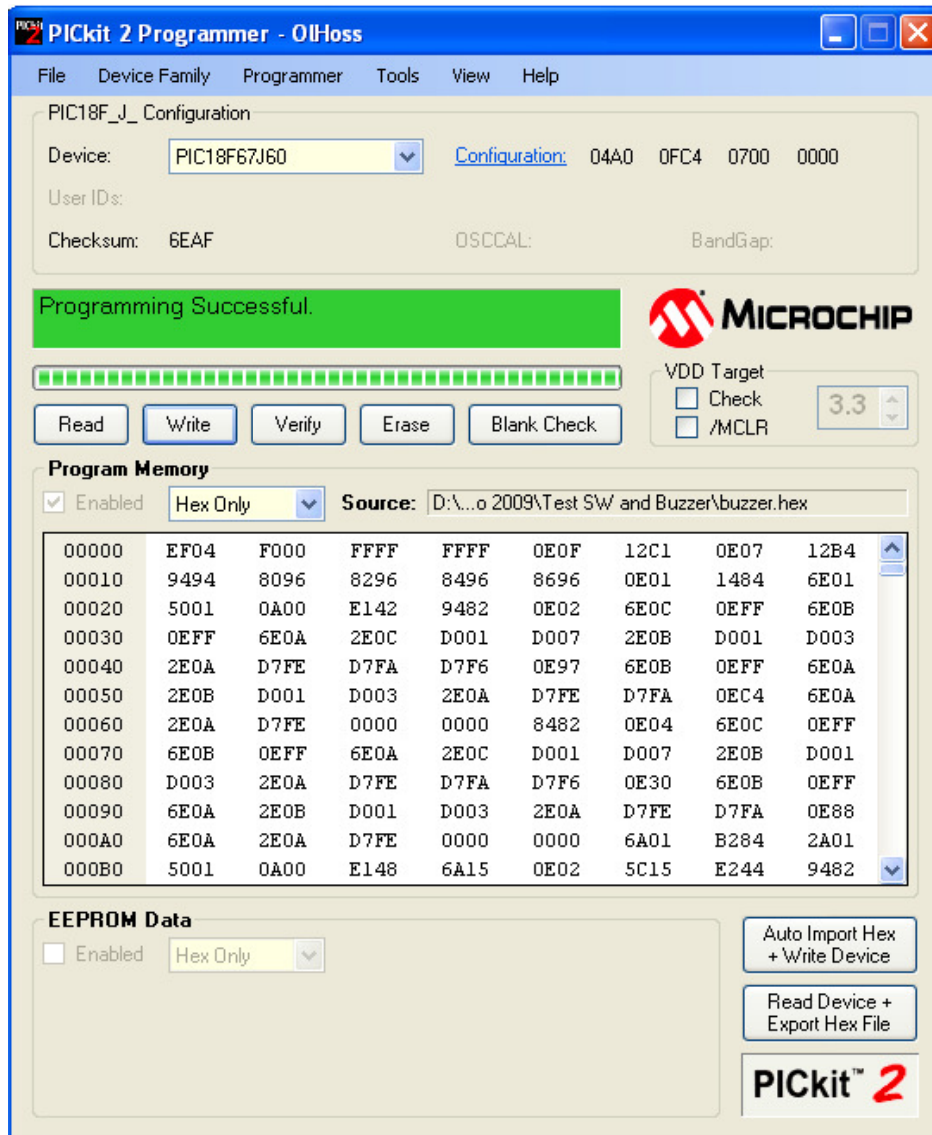 PICkit 2 Programmer - OlHoss
File Device Family Programmer Tools View Help
PIC18F_J_ Configuration
Device: PIC18F67J60 Configuration: 04A0 0FC4 0700 0000
User IDs:
Checksum: 6EAF OSCCAL: BandGap:
Programming Successful.
MICROCHIP
VDD Target
Check
/MCLR
3.3
Read Write Verify Erase Blank Check
Program Memory
Enabled Hex Only Source: D:\...o 2009\Test SW and Buzzer\buzzer.hex
00000 EF04 F000 FFFF FFFF 0E0F 12C1 0E07 12B4
00010 9494 8096 8296 8496 8696 0E01 1484 6E01
00020 5001 0A00 E142 9482 0E02 6E0C 0EFF 6E0B
00030 0EFF 6E0A 2E0C D001 D007 2E0B D001 D003
00040 2E0A D7FE D7FA D7F6 0E97 6E0B 0EFF 6E0A
00050 2E0B D001 D003 2E0A D7FE D7FA 0EC4 6E0A
00060 2E0A D7FE 0000 0000 8482 0E04 6E0C 0EFF
00070 6E0B 0EFF 6E0A 2E0C D001 D007 2E0B D001
00080 D003 2E0A D7FE D7FA D7F6 0E30 6E0B 0EFF
00090 6E0A 2E0B D001 D003 2E0A D7FE D7FA 0E88
000A0 6E0A 2E0A D7FE 0000 0000 6A01 B284 2A01
000B0 5001 0A00 E148 6A15 0E02 5C15 E244 9482
EEPROM Data
Enabled Hex Only
Auto Import Hex
+ Write Device
Read Device +
Export Hex File
PICkit™ 2